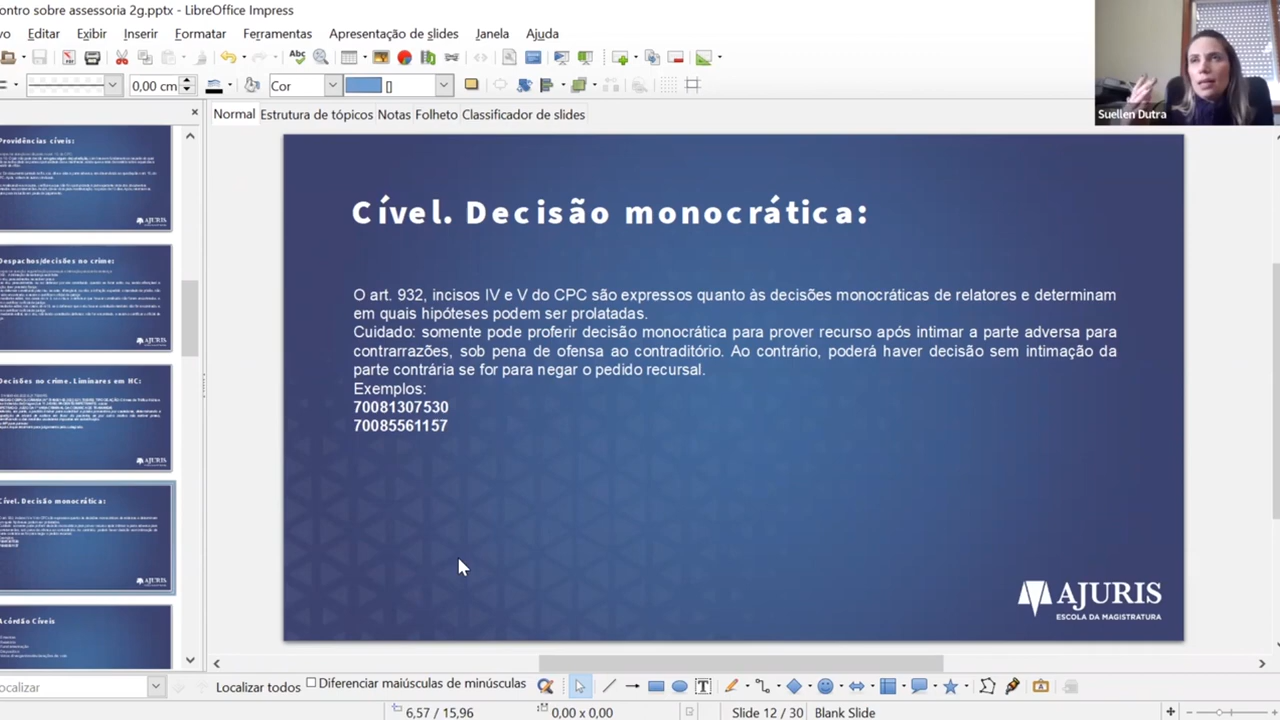 ontro sobre assessoria 2g.pptx - LibreOffice Impress
vo Editar Exibir Inserir Formatar Ferramentas Apresentação de slides Janela Ajuda
0,00 cm Cor
Suellen Dutra
Normal Estrutura de tópicos Notas Folheto Classificador de slides
Providências cíveis:
AJURIS
Despachos/decisões no crime:
AJURIS
Decisões no crime. Liminares em HC:
AJURIS
Cível. Decisão monocrática:
AJURIS
Acórdão Cíveis
Cível. Decisão monocrática:
O art. 932, incisos IV e V do CPC são expressos quando as decisões monocráticas de relatores e determinam
em quais hipóteses podem ser prolatadas.
Cuidado: somente pode proferir decisão monocrática para prover recurso após intimar a parte adversa para
contrarrazões, sob pena de ofensa ao contraditório. Ao contrário, poderá haver decisão sem intimação da
parte contrária se for para negar o pedido recursal.
Exemplos:
70081307530
70085561157
AJURIS
ESCOLA DA MAGISTRATURA
ocalizar Localizar todos Diferenciar maiúsculas de minúsculas
6,57 / 15,96 0,00 x 0,00 Slide 12 / 30 Blank Slide